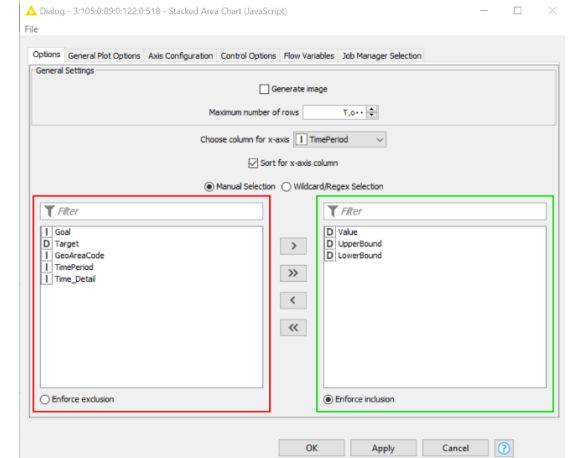 Dialog - 3:105:0:89:0:122:0:518 - Stacked Area Chart (JavaScript)
File
Options General Plot Options Axis Configuration Control Options Flow Variables Job Manager Selection
General Settings
Generate image
Maximum number of rows ٢,٥٠٠
Choose column for x-axis I TimePeriod
Sort for x-axis column
Manual Selection Wildcard/Regex Selection
Filter
I Goal
D Target
I GeoAreaCode
I TimePeriod
I Time_Detail
Enforce exclusion
>
>>
<
<<
Filter
D Value
D UpperBound
D LowerBound
Enforce inclusion
OK Apply Cancel ?